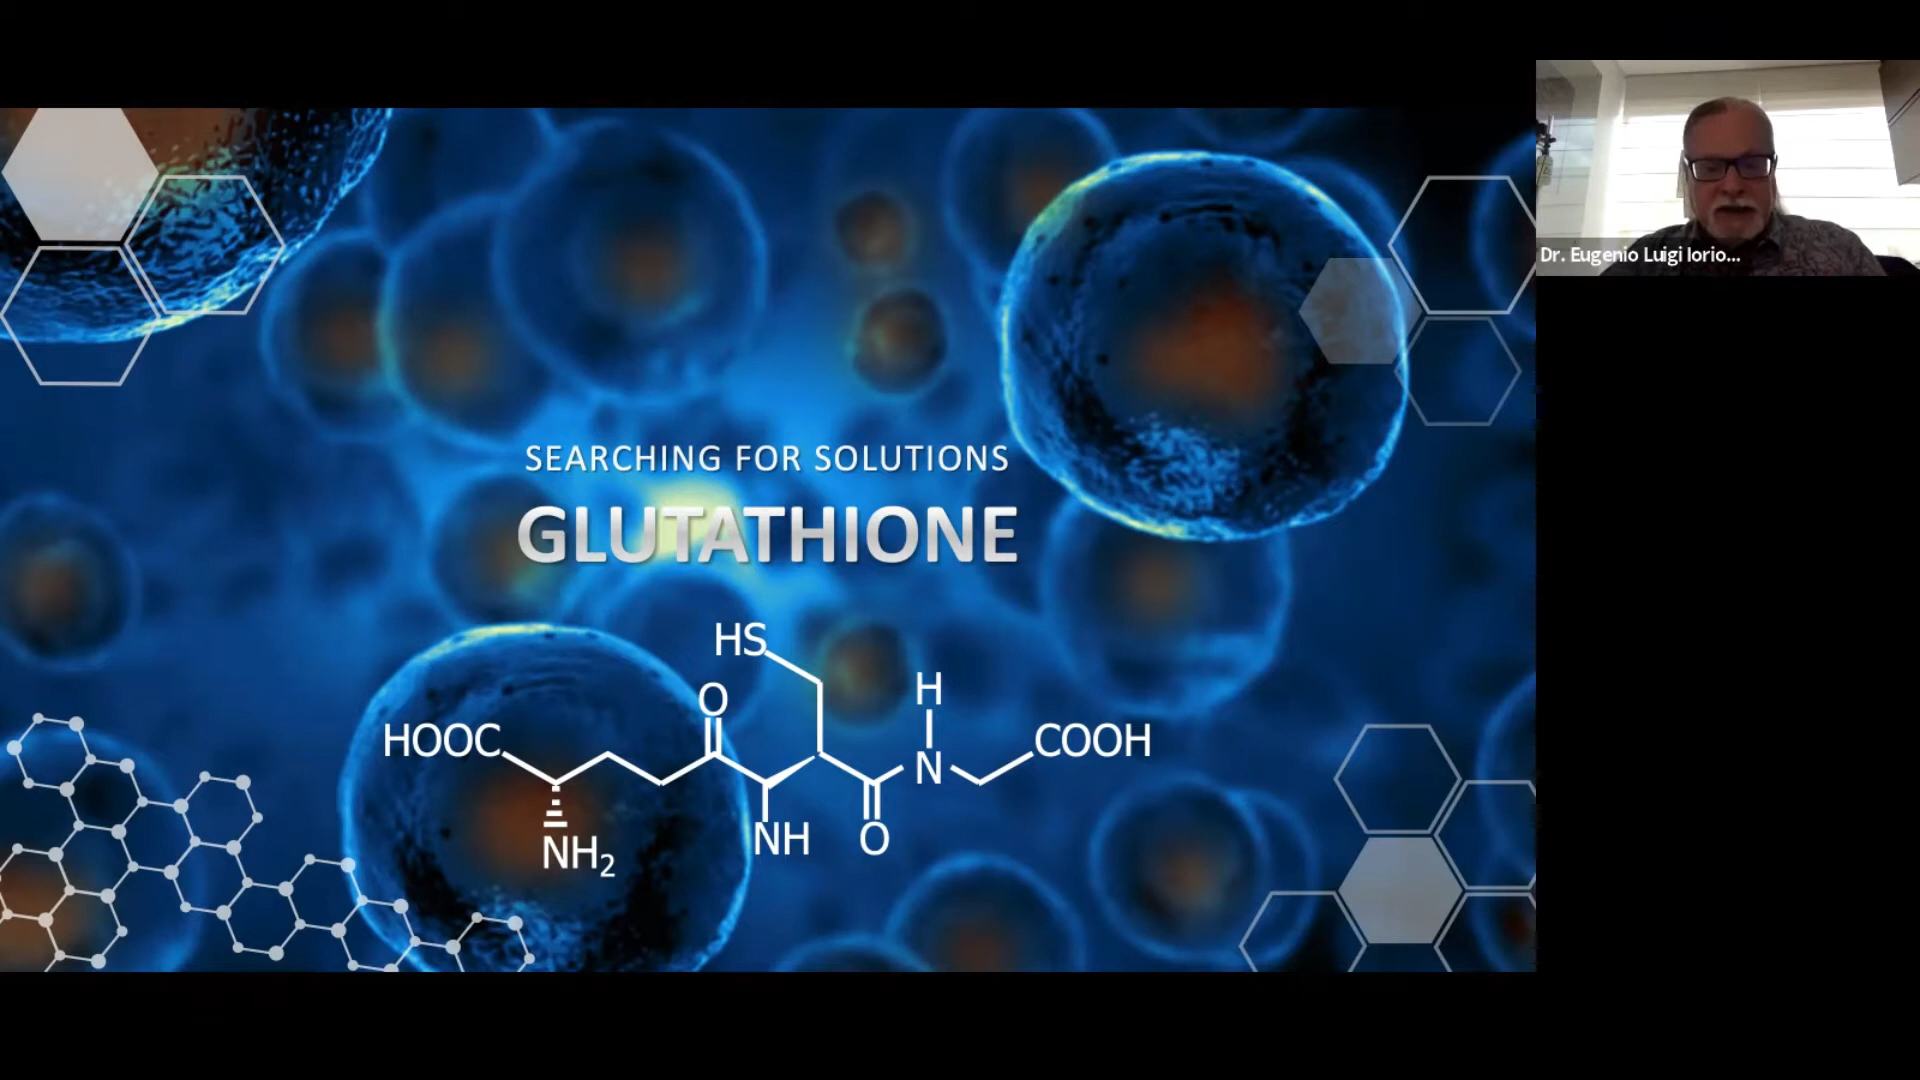 SEARCHING FOR SOLUTIONS
GLUTATHIONE
HS
O
H
HOOC
N
COOH
NH2
NH
O
Dr. Eugenio Luigi Iorio...